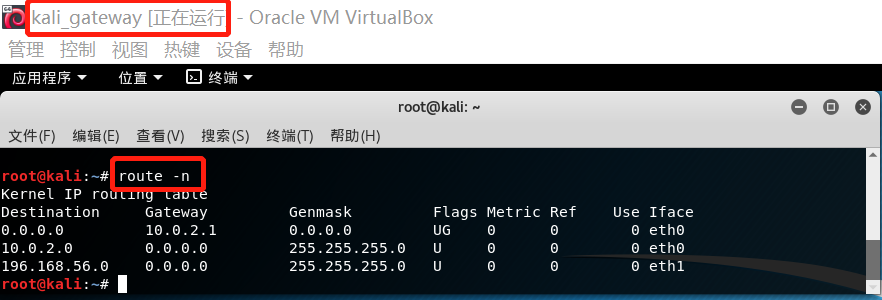 kali_gateway [正在运行] - Oracle VM VirtualBox
管理 控制 视图 热键 设备 帮助
应用程序 位置 终端
root@kali: ~
文件(F) 编辑(E) 查看(V) 搜索(S) 终端(T) 帮助(H)
root@kali:~# route -n
Kernel IP routing table
Destination Gateway Genmask Flags Metric Ref Use Iface
0.0.0.0 10.0.2.1 0.0.0.0 UG 0 0 0 eth0
10.0.2.0 0.0.0.0 255.255.255.0 U 0 0 0 eth0
196.168.56.0 0.0.0.0 255.255.255.0 U 0 0 0 eth1
root@kali:~#